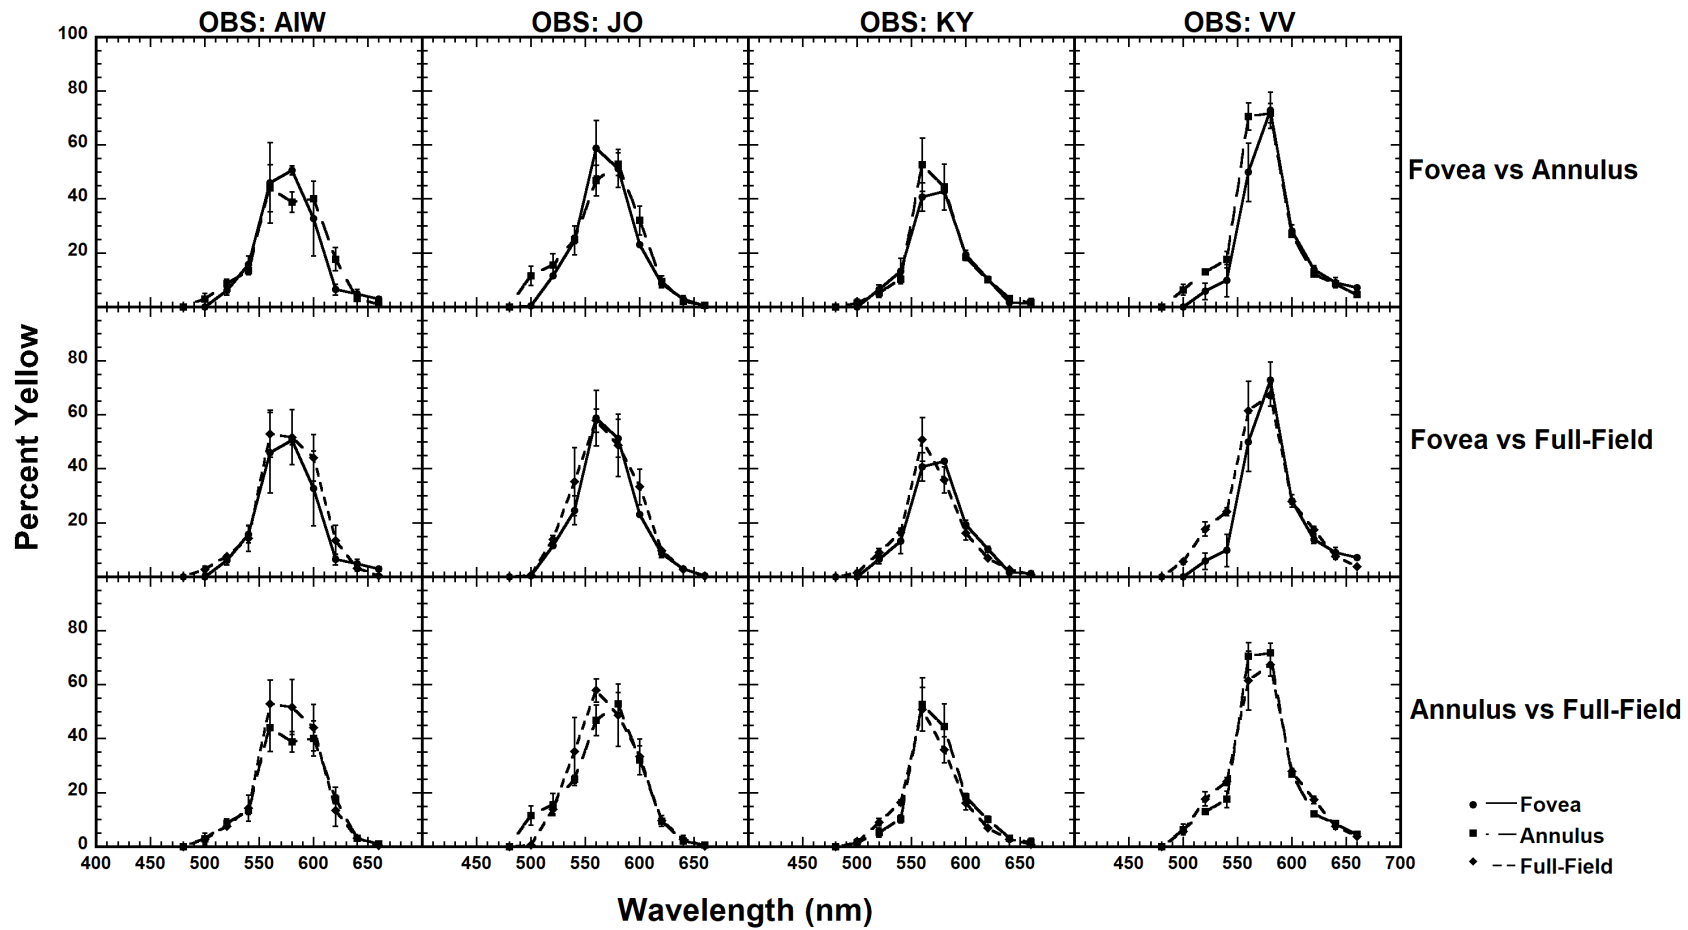 OBS: AIW OBS: JO OBS: KY OBS: VV
100
80
60
40
20
Fovea vs Annulus
80
60
40
20
Fovea vs Full-Field
Percent Yellow
80
60
40
20
0
Annulus vs Full-Field
Fovea
Annulus
Full-Field
400 450 500 550 600 650 450 500 550 600 650 450 500 550 600 650 450 500 550 600 650 700
Wavelength (nm)